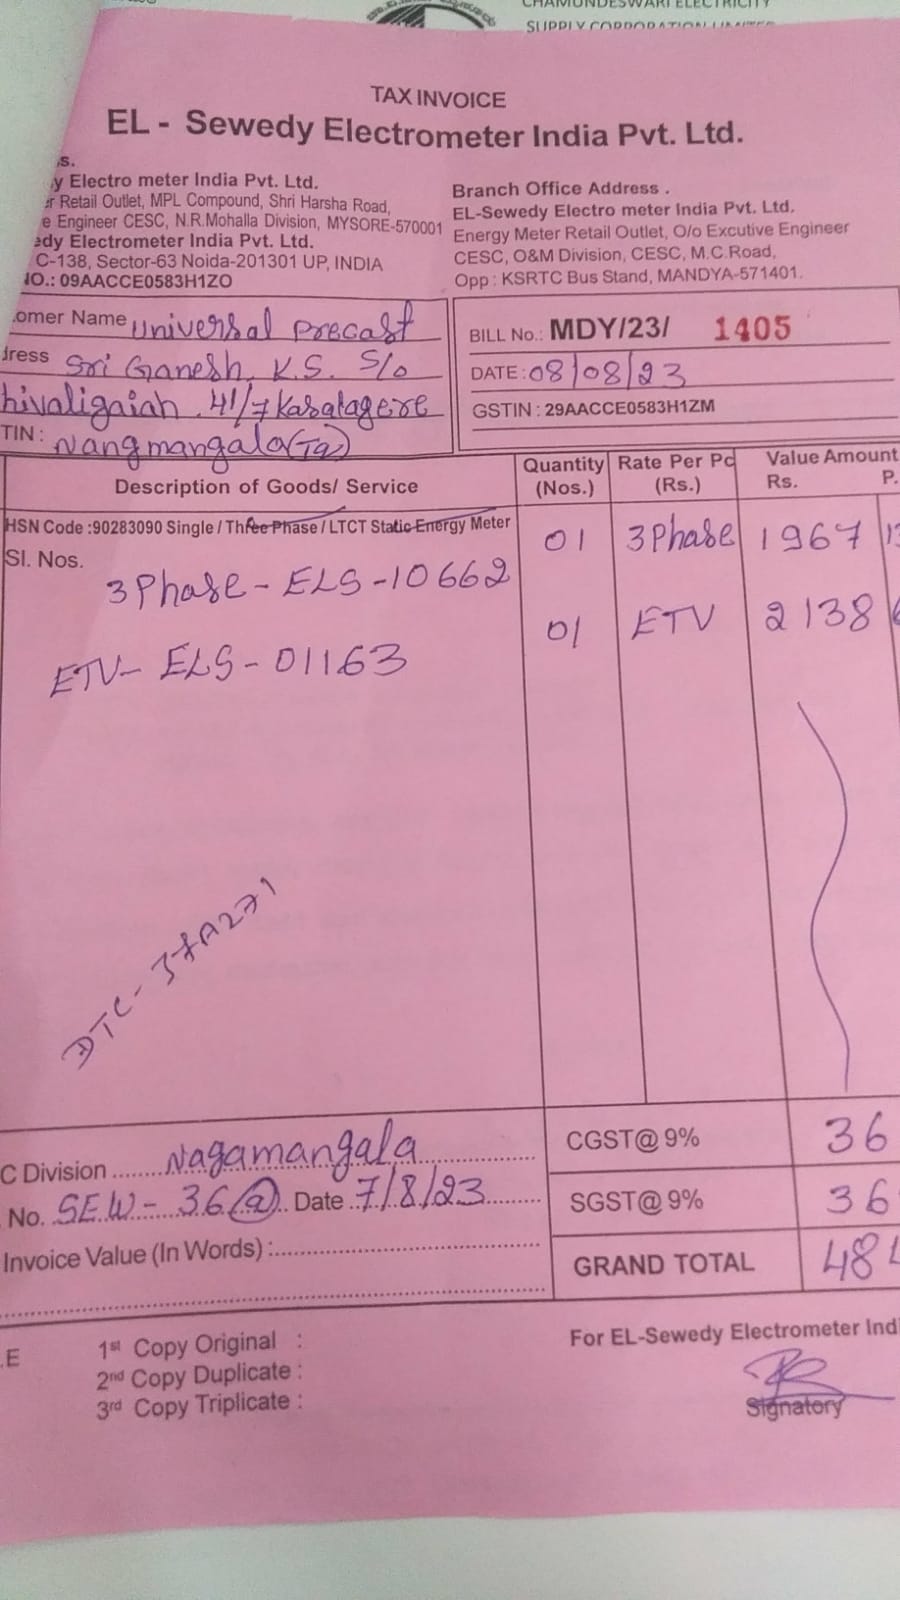 CHAMUNDESWARI ELECTRICITY
SUPPLY CORPORATION LIMITED
TAX INVOICE
EL - Sewedy Electrometer India Pvt. Ltd.
s.
y Electro meter India Pvt. Ltd.
er Retail Outlet, MPL Compound, Shri Harsha Road,
e Engineer CESC, N.R.Mohalla Division, MYSORE-570001
edy Electrometer India Pvt. Ltd.
C-138, Sector-63 Noida-201301 UP, INDIA
NO.: 09AACCE0583H1ZO
Branch Office Address .
EL-Sewedy Electro meter India Pvt. Ltd.
Energy Meter Retail Outlet, O/o Excutive Engineer
CESC, O&M Division, CESC, M.C.Road,
Opp : KSRTC Bus Stand, MANDYA-571401.
omer Name Universal Precast
dress Sri Ganesh. K.S. S/o
hivaligaiah. 41/7 Kasalagere
TIN : Nangmangala (Tq)
BILL No.: MDY/23/ 1405
DATE : 08/08/23
GSTIN : 29AACCE0583H1ZM
Description of Goods/ Service
Quantity (Nos.)
Rate Per Pc (Rs.)
Value Amount
Rs. P.
HSN Code :90283090 Single / Three Phase / LTCT Static Energy Meter
Sl. Nos.
3Phase - ELS - 10662 01 3Phase 1967
ETV - ELS - 01163 01 ETV 2138
DTC - 37A271
C Division ........ Nagamangala
No. SEW - 36(a) Date 7/8/23
Invoice Value (In Words) :
CGST@ 9% 36
SGST@ 9% 36
GRAND TOTAL 484
.E
1st Copy Original :
2nd Copy Duplicate :
3rd Copy Triplicate :
For EL-Sewedy Electrometer Ind
Signatory